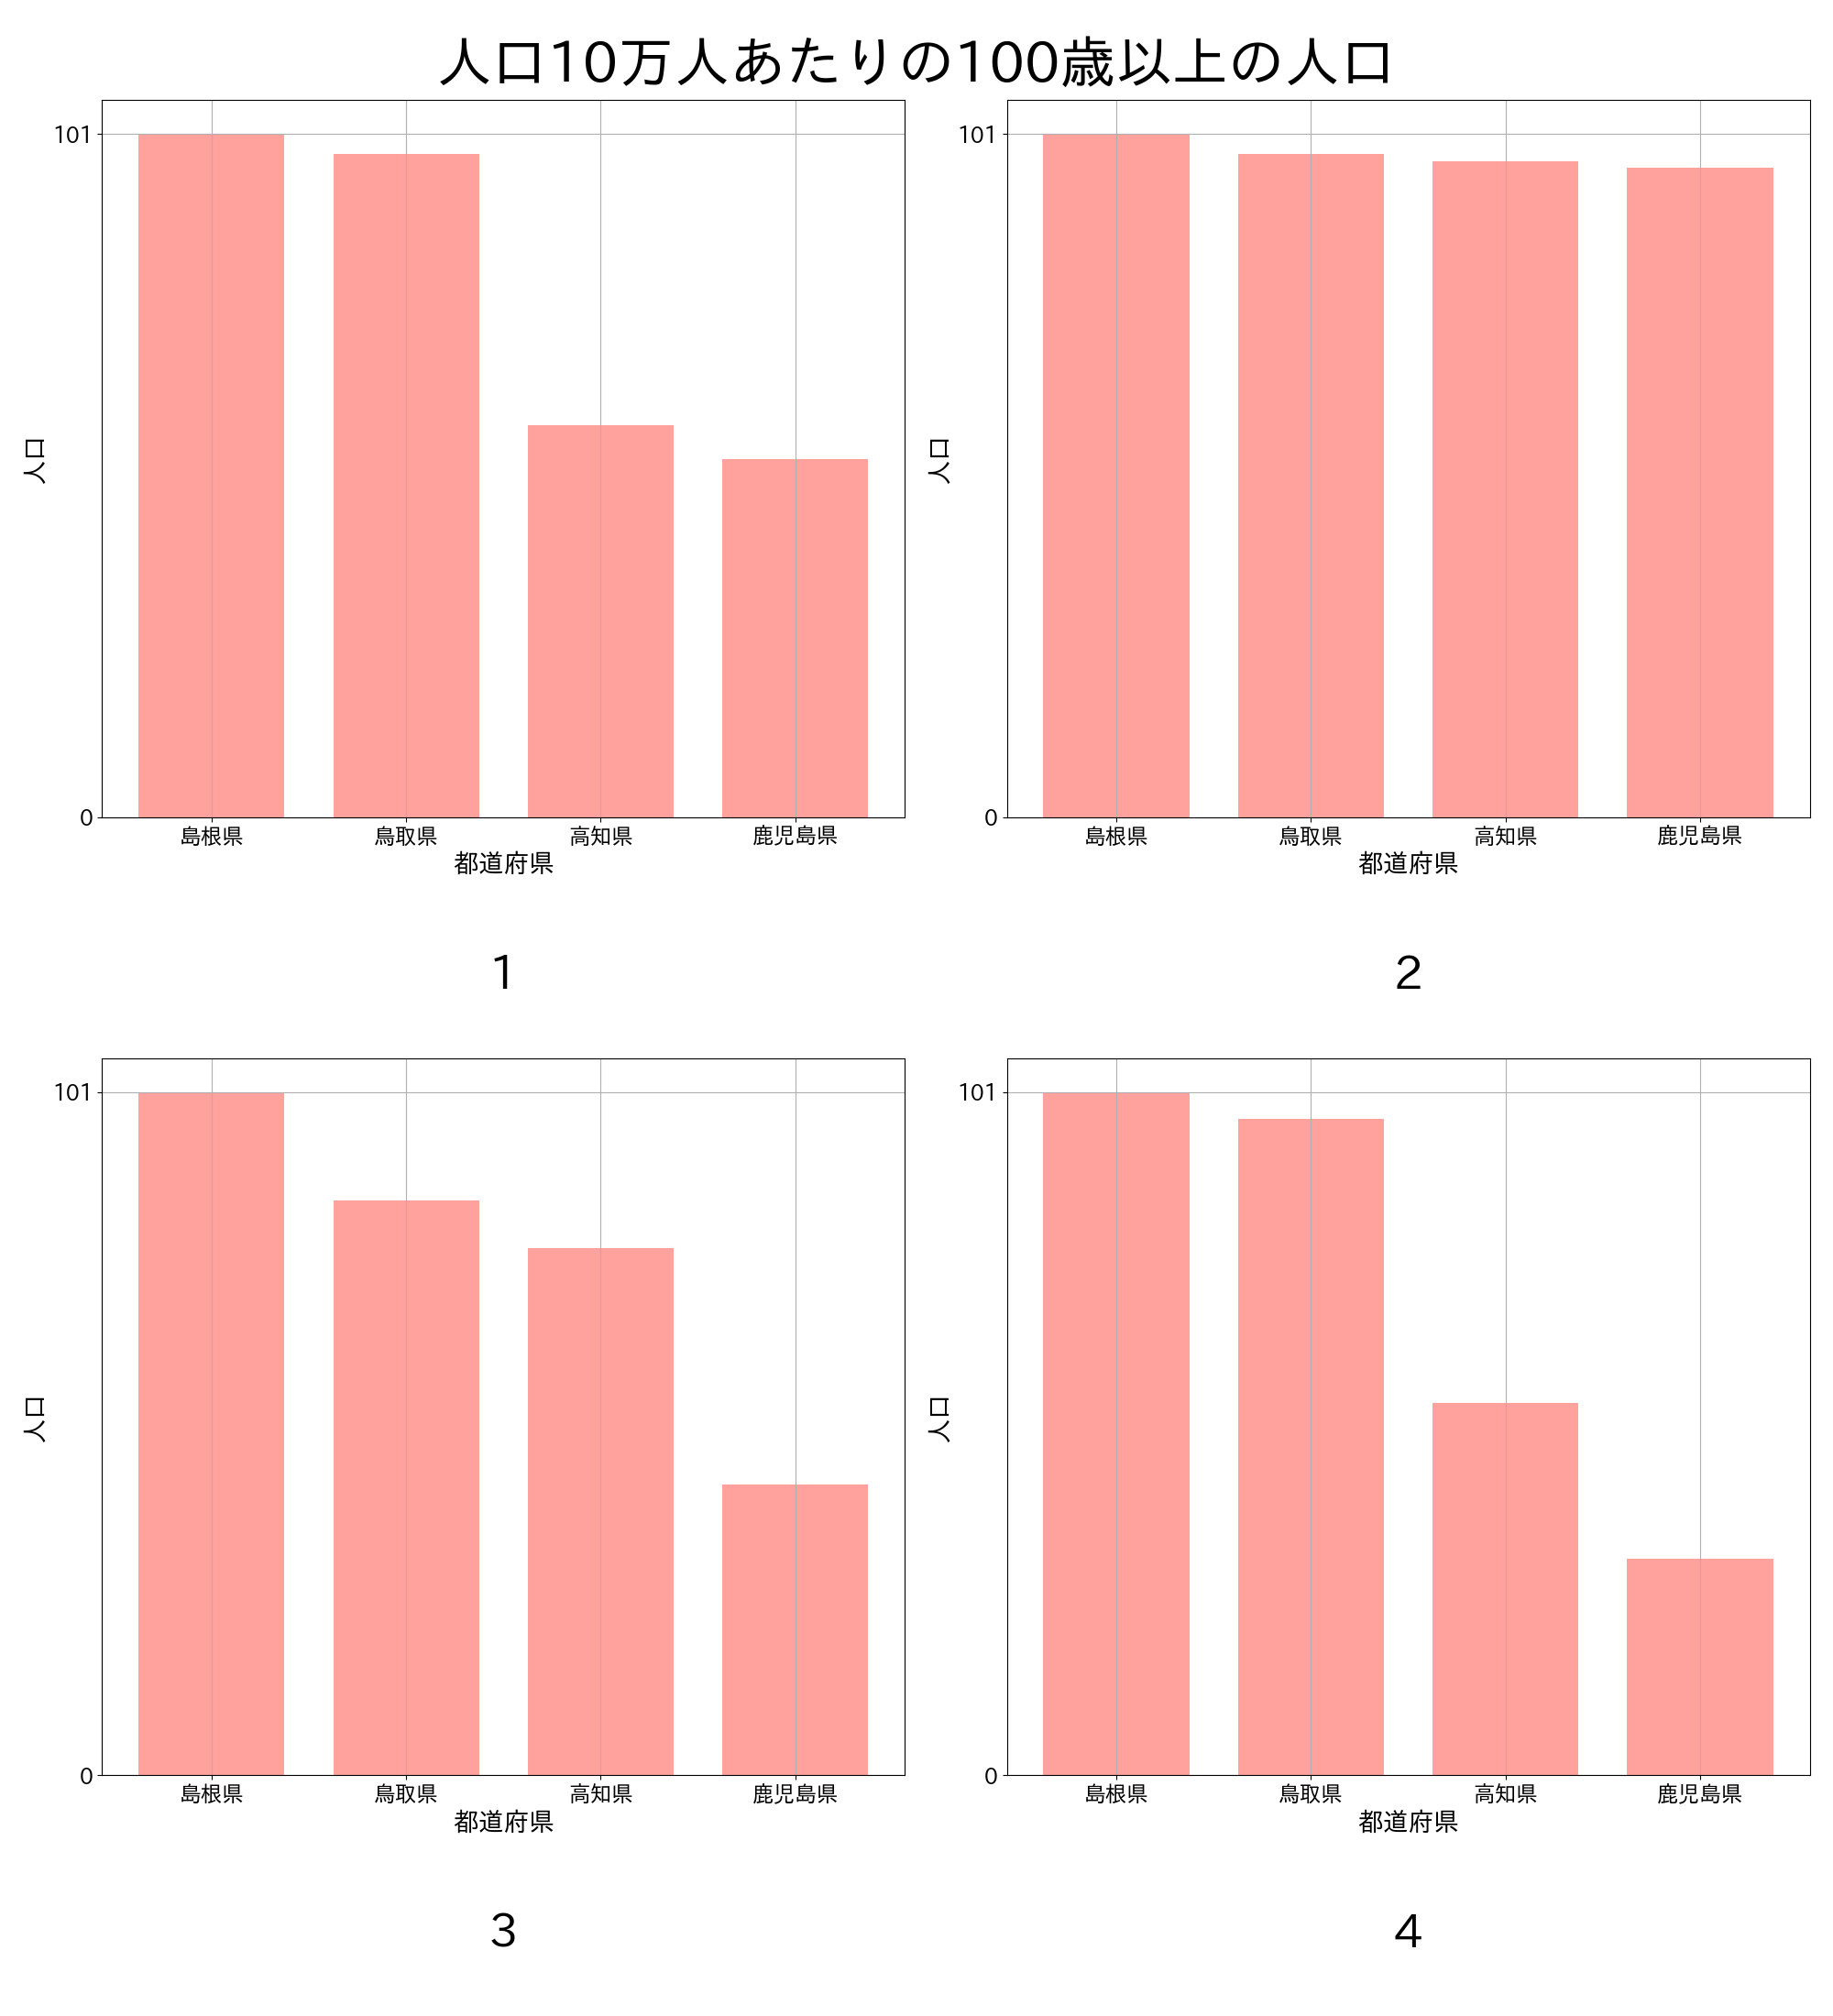 人口10万人あたりの100歳以上の人口
101
0
人口
島根県 鳥取県 高知県 鹿児島県
都道府県
1
101
0
人口
島根県 鳥取県 高知県 鹿児島県
都道府県
2
101
0
人口
島根県 鳥取県 高知県 鹿児島県
都道府県
3
101
0
人口
島根県 鳥取県 高知県 鹿児島県
都道府県
4